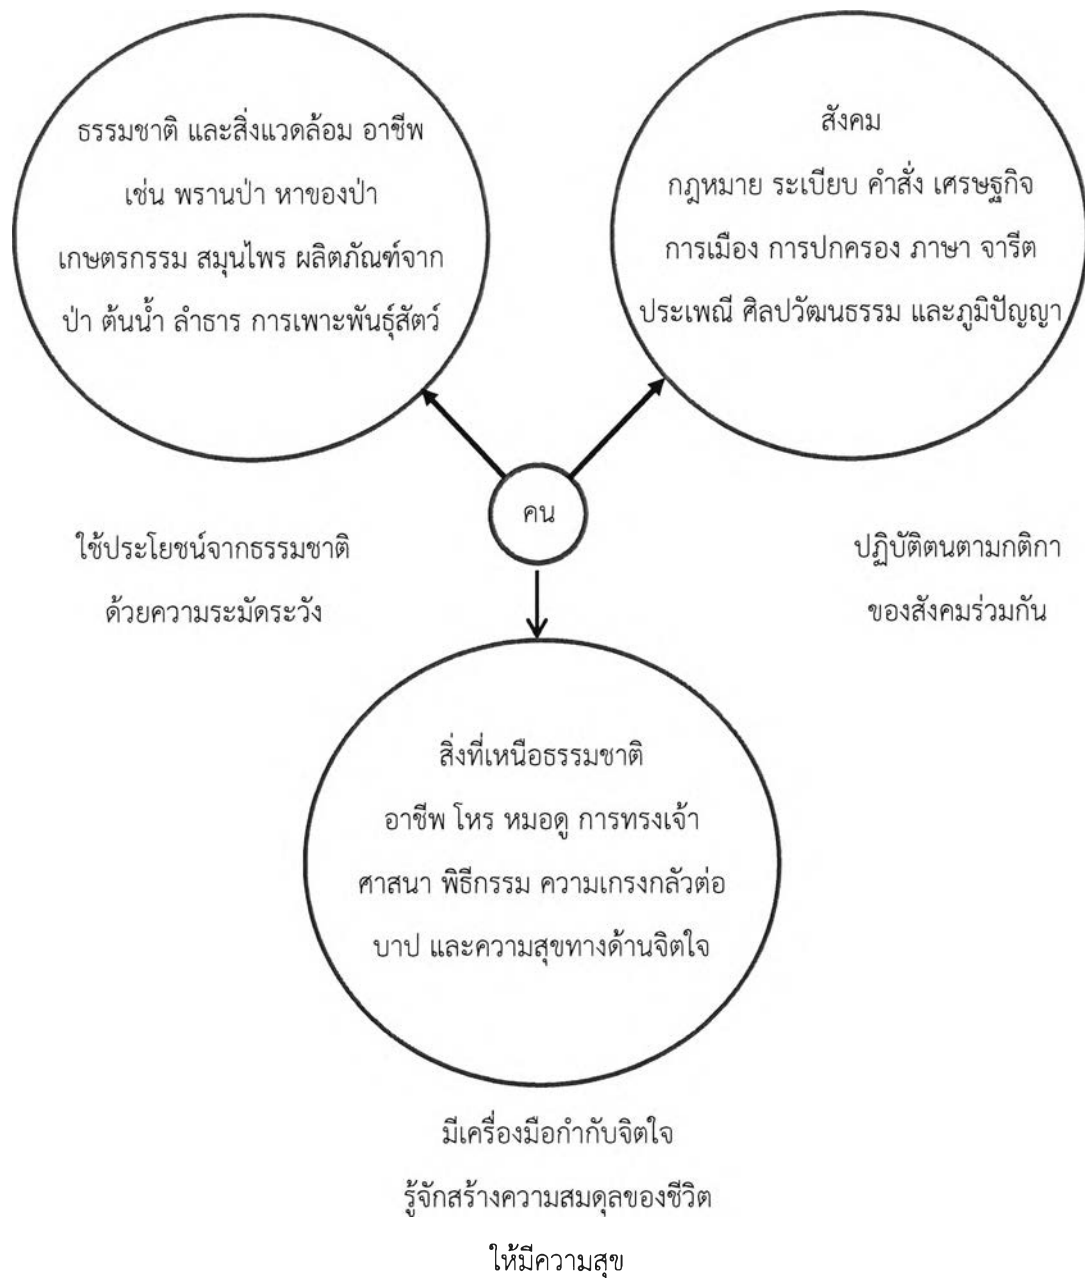 ธรรมชาติ และสิ่งแวดล้อม อาชีพ
เช่น พรานป่า หาของป่า
เกษตรกรรม สมุนไพร ผลิตภัณฑ์จาก
ป่า ต้นน้ำ ลำธาร การเพาะพันธุ์สัตว์
สังคม
กฎหมาย ระเบียบ คำสั่ง เศรษฐกิจ
การเมือง การปกครอง ภาษา จารีต
ประเพณี ศิลปวัฒนธรรม และภูมิปัญญา
คน
ใช้ประโยชน์จากธรรมชาติ
ด้วยความระมัดระวัง
ปฏิบัติตนตามกติกา
ของสังคมร่วมกัน
สิ่งที่เหนือธรรมชาติ
อาชีพ โหร หมอดู การทรงเจ้า
ศาสนา พิธีกรรม ความเกรงกลัวต่อ
บาป และความสุขทางด้านจิตใจ
มีเครื่องมือกำกับจิตใจ
รู้จักสร้างความสมดุลของชีวิต
ให้มีความสุข